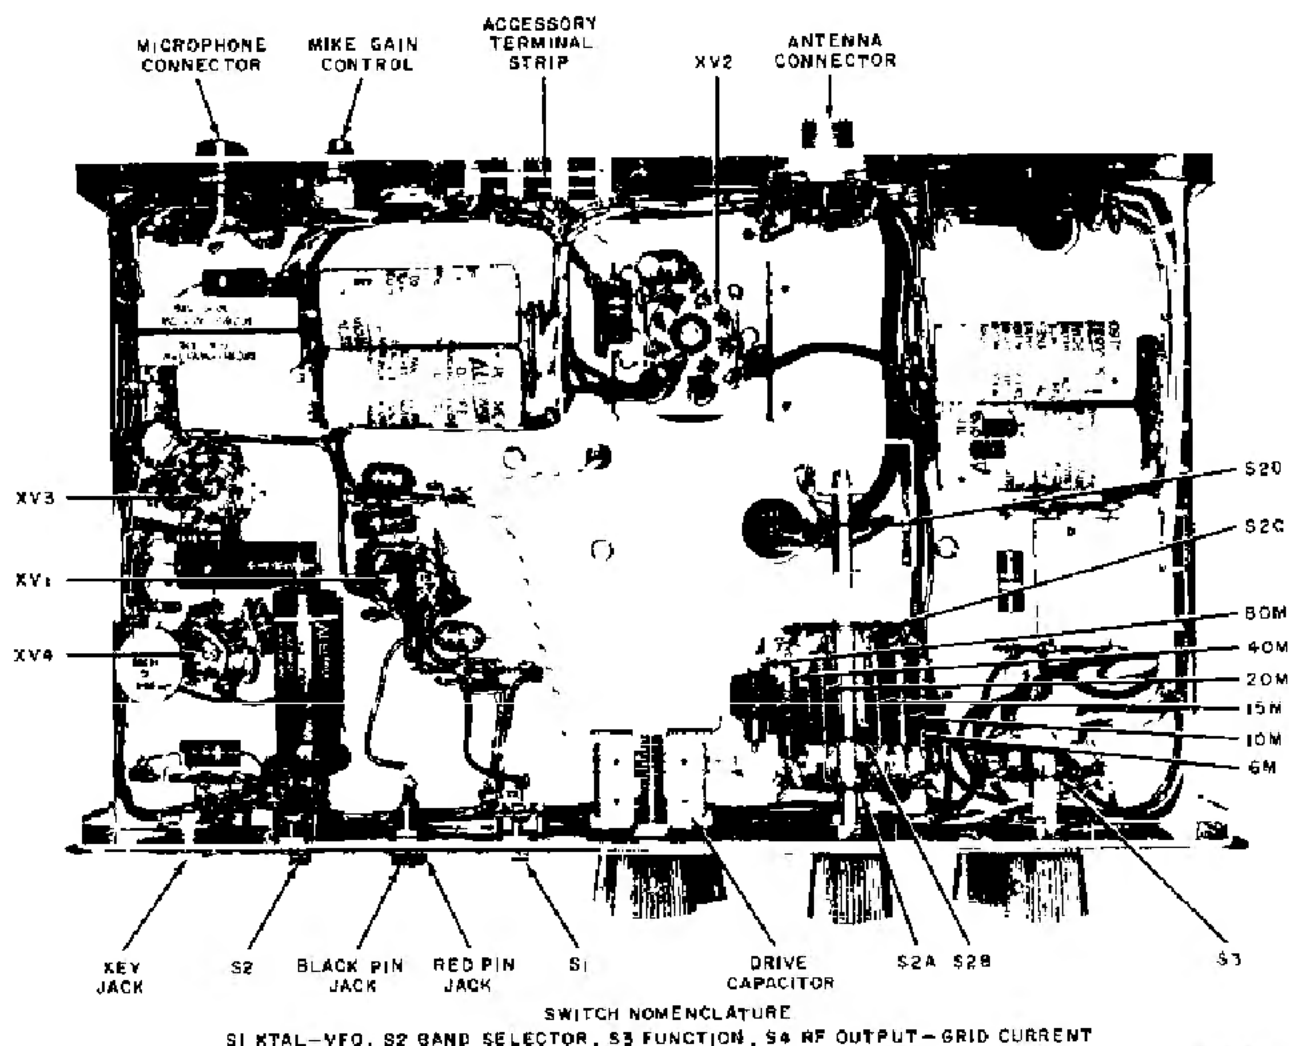 MICROPHONE
CONNECTOR
MIKE GAIN
CONTROL
ACCESSORY
TERMINAL
STRIP
XV2
ANTENNA
CONNECTOR
XV3
XV1
XV4
S2D
S2C
80M
40M
20M
15M
10M
6M
KEY
JACK
S2
BLACK PIN
JACK
RED PIN
JACK
S1
DRIVE
CAPACITOR
S2A
S2B
S3
SWITCH NOMENCLATURE
S1 XTAL-VFO, S2 BAND SELECTOR, S3 FUNCTION, S4 RF OUTPUT-GRID CURRENT